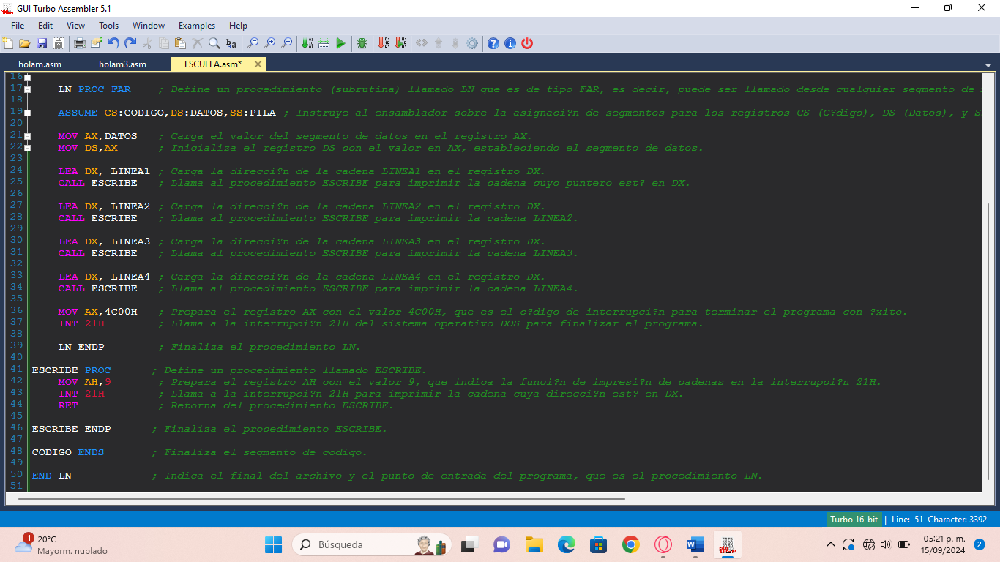 GUI Turbo Assembler 5.1
File Edit View Tools Window Examples Help
holam.asm holam3.asm ESCUELA.asm*
16
17 LN PROC FAR ; Define un procedimiento (subrutina) llamado LN que es de tipo FAR, es decir, puede ser llamado desde cualquier segmento de
18
19 ASSUME CS:CODIGO,DS:DATOS,SS:PILA ; Instruye al ensamblador sobre la asignaci?n de segmentos para los registros CS (C?digo), DS (Datos), y S
20
21 MOV AX,DATOS ; Carga el valor del segmento de datos en el registro AX.
22 MOV DS,AX ; Inicializa el registro DS con el valor en AX, estableciendo el segmento de datos.
23
24 LEA DX, LINEA1 ; Carga la direcci?n de la cadena LINEA1 en el registro DX.
25 CALL ESCRIBE ; Llama al procedimiento ESCRIBE para imprimir la cadena cuyo puntero est? en DX.
26
27 LEA DX, LINEA2 ; Carga la direcci?n de la cadena LINEA2 en el registro DX.
28 CALL ESCRIBE ; Llama al procedimiento ESCRIBE para imprimir la cadena LINEA2.
29
30 LEA DX, LINEA3 ; Carga la direcci?n de la cadena LINEA3 en el registro DX.
31 CALL ESCRIBE ; Llama al procedimiento ESCRIBE para imprimir la cadena LINEA3.
32
33 LEA DX, LINEA4 ; Carga la direcci?n de la cadena LINEA4 en el registro DX.
34 CALL ESCRIBE ; Llama al procedimiento ESCRIBE para imprimir la cadena LINEA4.
35
36 MOV AX,4C00H ; Prepara el registro AX con el valor 4C00H, que es el c?digo de interrupci?n para terminar el programa con ?xito.
37 INT 21H ; Llama a la interrupci?n 21H del sistema operativo DOS para finalizar el programa.
38
39 LN ENDP ; Finaliza el procedimiento LN.
40
41 ESCRIBE PROC ; Define un procedimiento llamado ESCRIBE.
42 MOV AH,9 ; Prepara el registro AH con el valor 9, que indica la funci?n de impresi?n de cadenas en la interrupci?n 21H.
43 INT 21H ; Llama a la interrupci?n 21H para imprimir la cadena cuya direcci?n est? en DX.
44 RET ; Retorna del procedimiento ESCRIBE.
45
46 ESCRIBE ENDP ; Finaliza el procedimiento ESCRIBE.
47
48 CODIGO ENDS ; Finaliza el segmento de codigo.
49
50 END LN ; Indica el final del archivo y el punto de entrada del programa, que es el procedimiento LN.
51
Turbo 16-bit | Line: 51 Character: 3392
1 20°C
Mayorm. nublado
Búsqueda
05:21 p. m.
15/09/2024
2